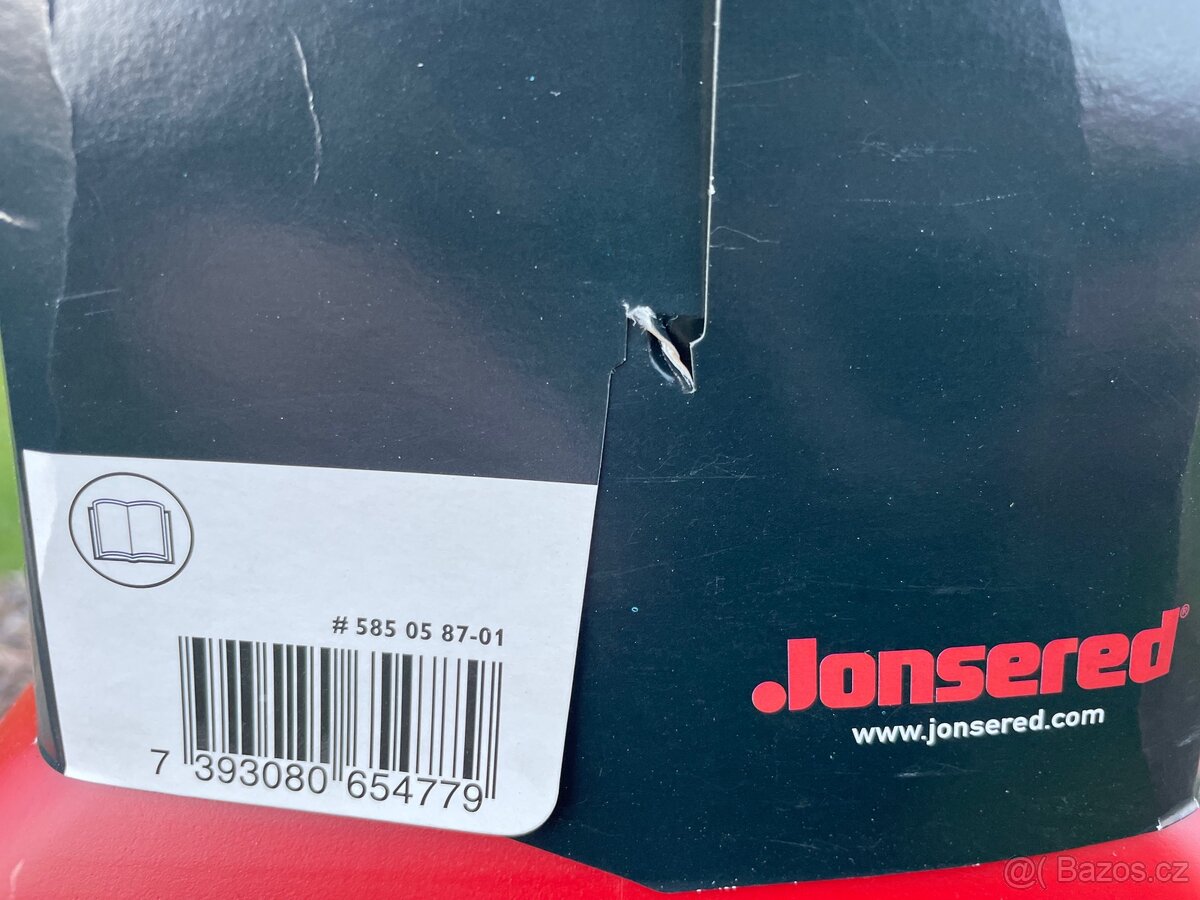 # 585 05 87-01
7 393080 654779
Jonsered®
www.jonsered.com
@( Bazos.cz